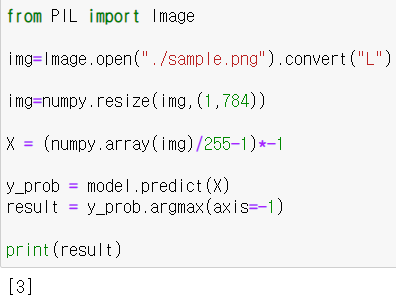 from PIL import Image
img=Image.open("./sample.png").convert("L")
img=numpy.resize(img,(1,784))
X = (numpy.array(img)/255-1)*-1
y_prob = model.predict(X)
result = y_prob.argmax(axis=-1)
print(result)
[3]